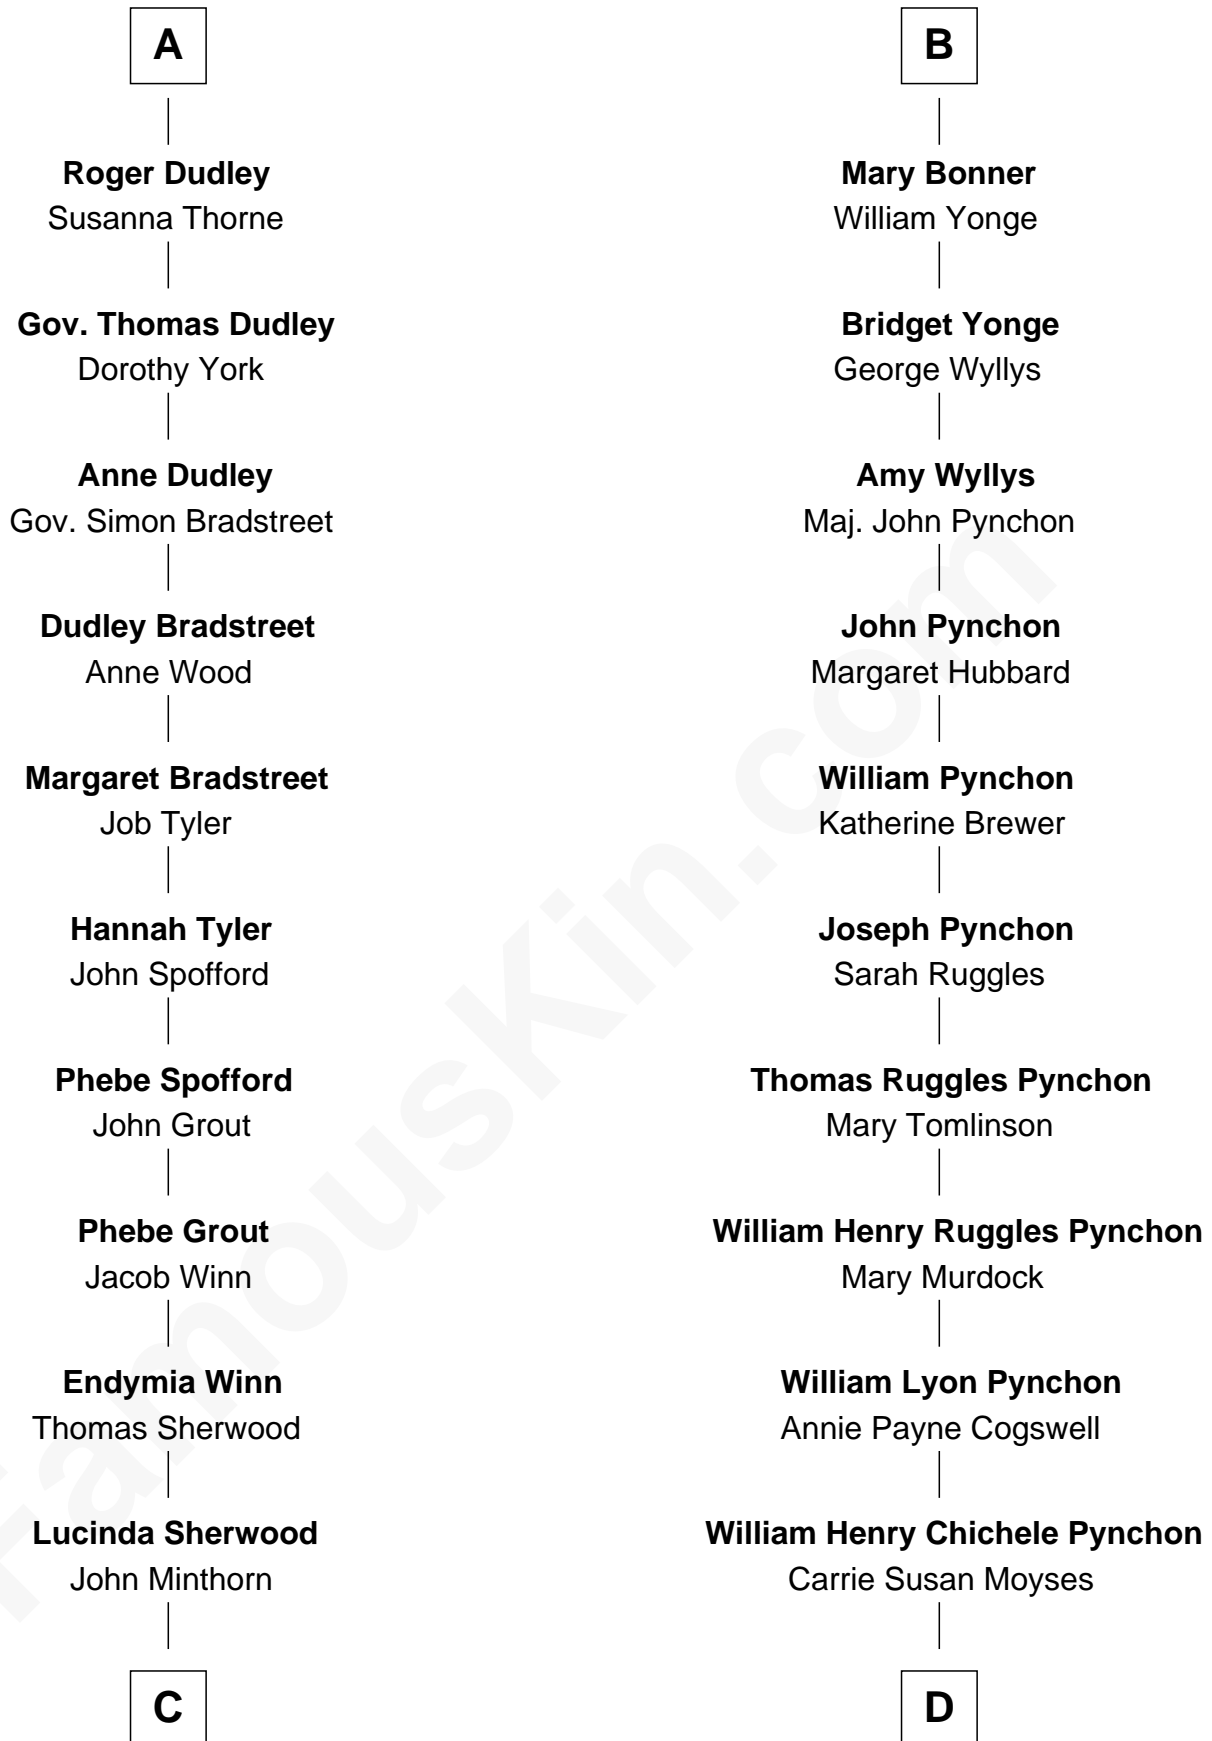 A
Roger Dudley
Susanna Thorne
Gov. Thomas Dudley
Dorothy York
Anne Dudley
Gov. Simon Bradstreet
Dudley Bradstreet
Anne Wood
Margaret Bradstreet
Job Tyler
Hannah Tyler
John Spofford
Phebe Spofford
John Grout
Phebe Grout
Jacob Winn
Endymia Winn
Thomas Sherwood
Lucinda Sherwood
John Minthorn
C
B
Mary Bonner
William Yonge
Bridget Yonge
George Wyllys
Amy Wyllys
Maj. John Pynchon
John Pynchon
Margaret Hubbard
William Pynchon
Katherine Brewer
Joseph Pynchon
Sarah Ruggles
Thomas Ruggles Pynchon
Mary Tomlinson
William Henry Ruggles Pynchon
Mary Murdock
William Lyon Pynchon
Annie Payne Cogswell
William Henry Chichele Pynchon
Carrie Susan Moyses
D
FamousKin.com